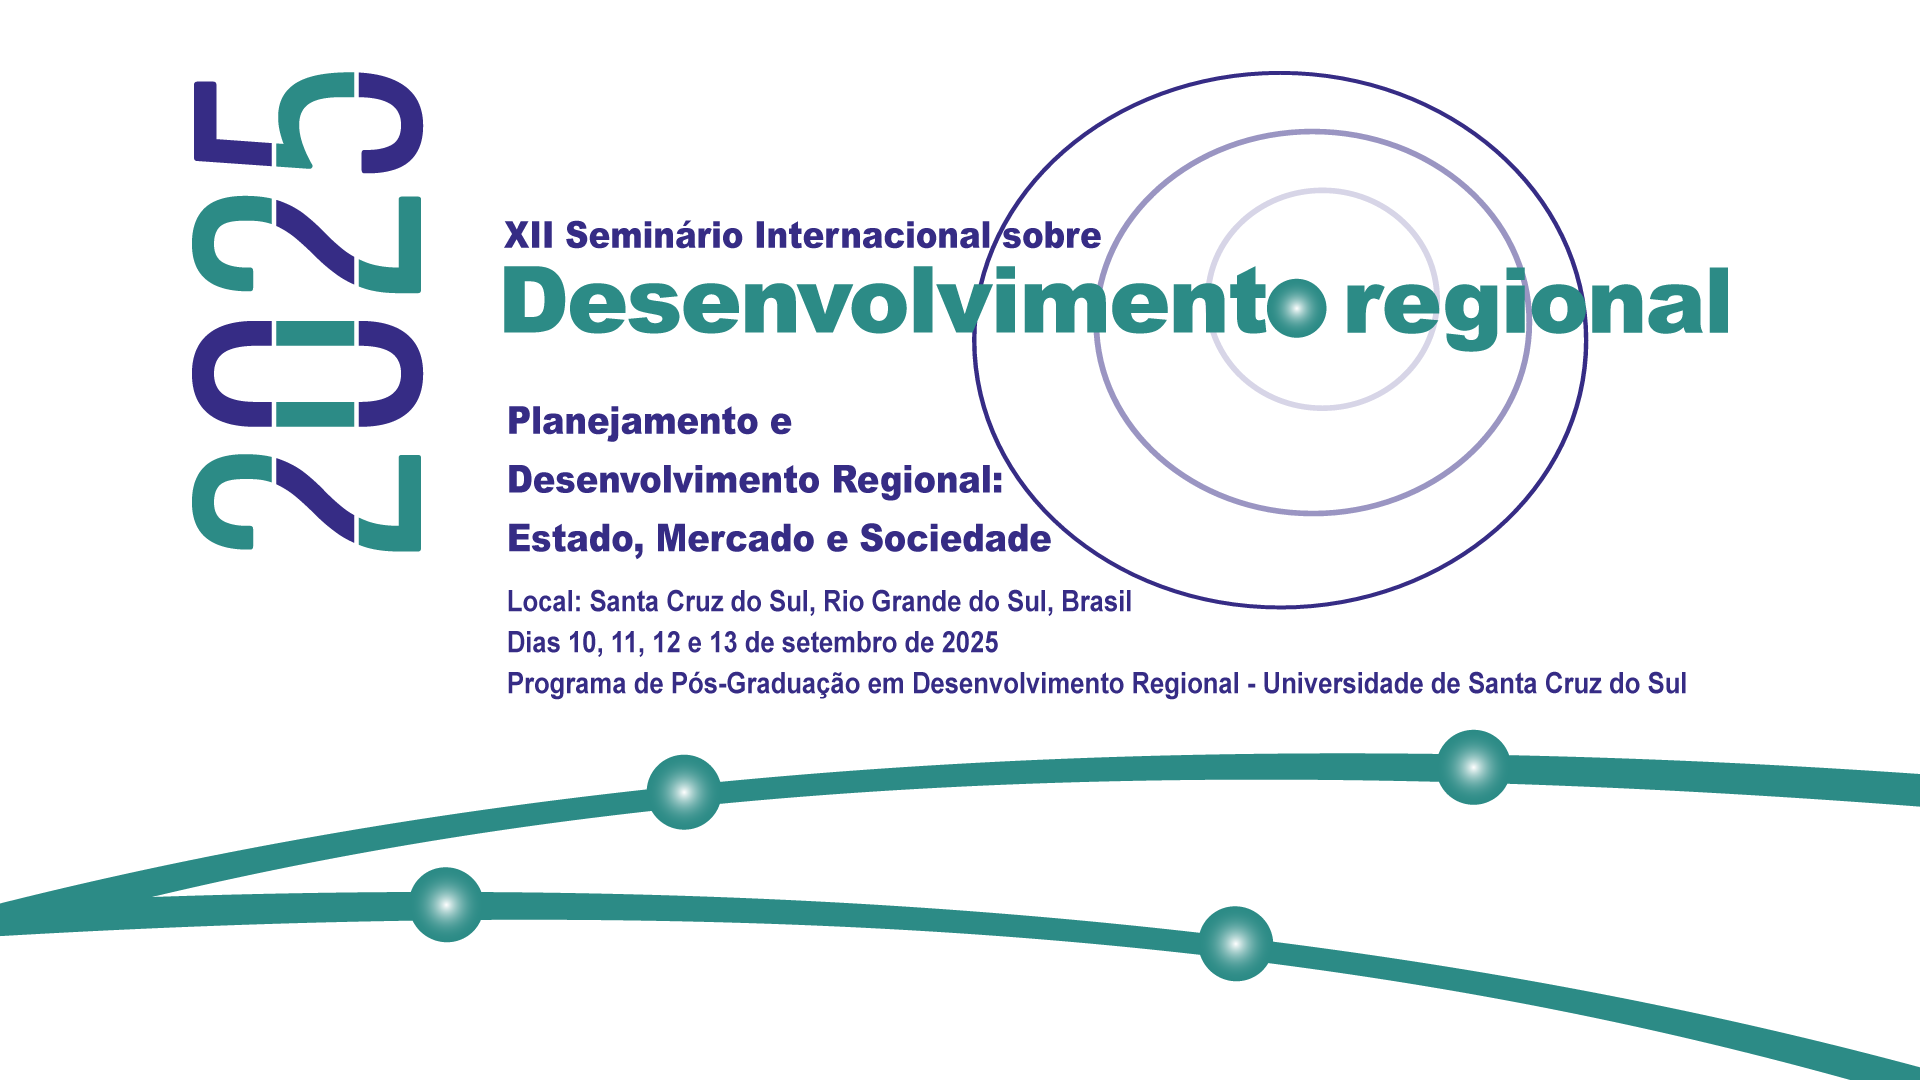 2025
XII Seminário Internacional sobre
Desenvolvimento regional
Planejamento e
Desenvolvimento Regional:
Estado, Mercado e Sociedade
Local: Santa Cruz do Sul, Rio Grande do Sul, Brasil
Dias 10, 11, 12 e 13 de setembro de 2025
Programa de Pós-Graduação em Desenvolvimento Regional - Universidade de Santa Cruz do Sul